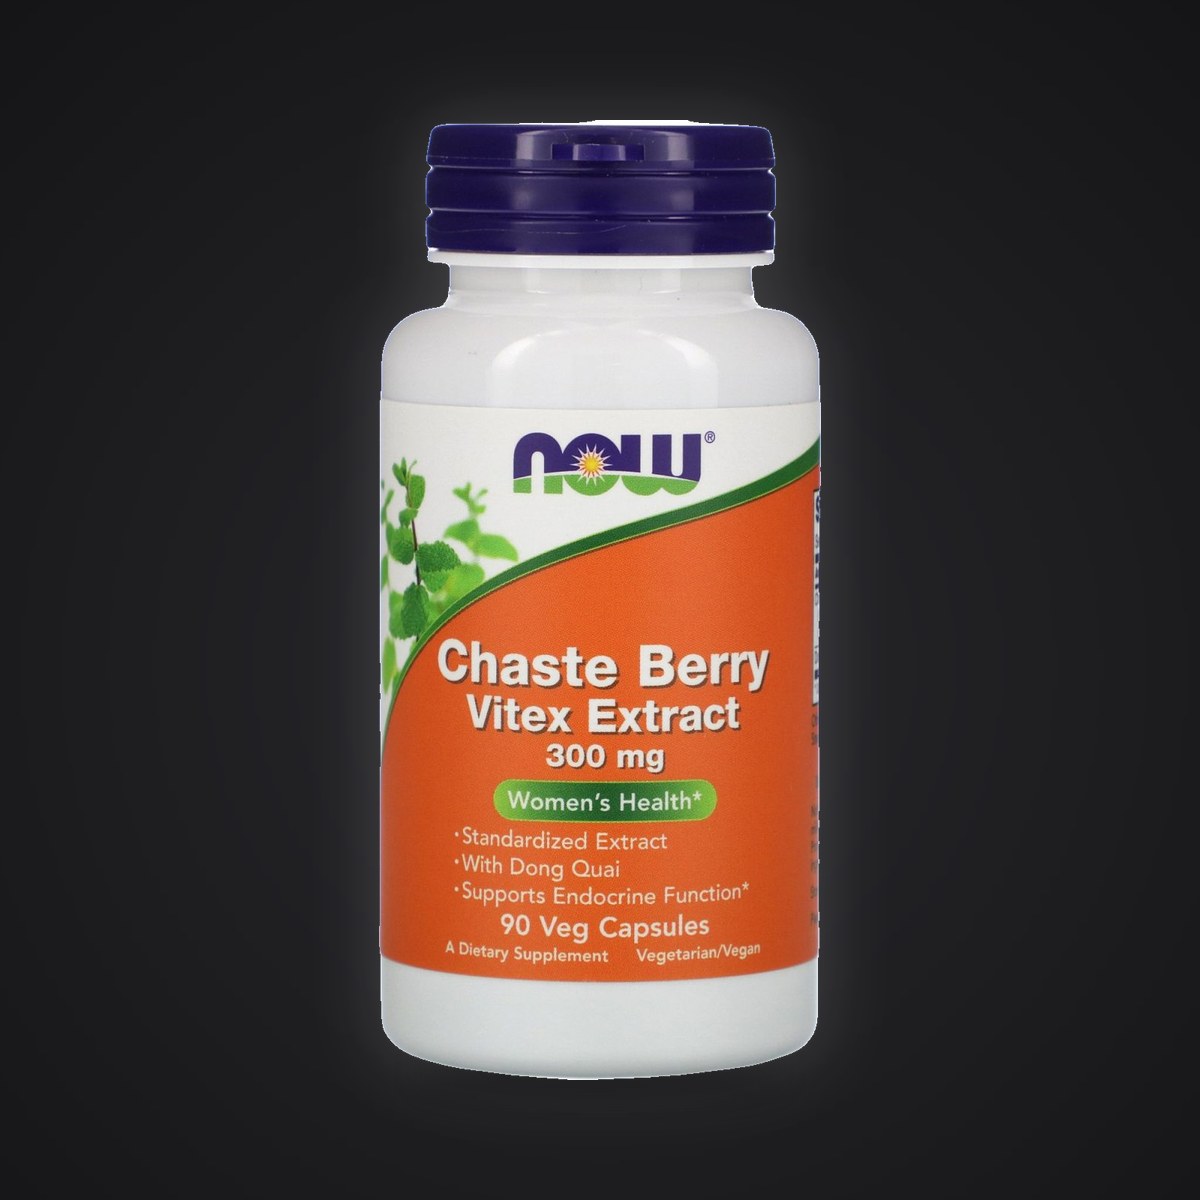 NOW®
Chaste Berry
Vitex Extract
300 mg
Women's Health*
• Standardized Extract
• With Dong Quai
• Supports Endocrine Function*
90 Veg Capsules
A Dietary Supplement Vegetarian/Vegan